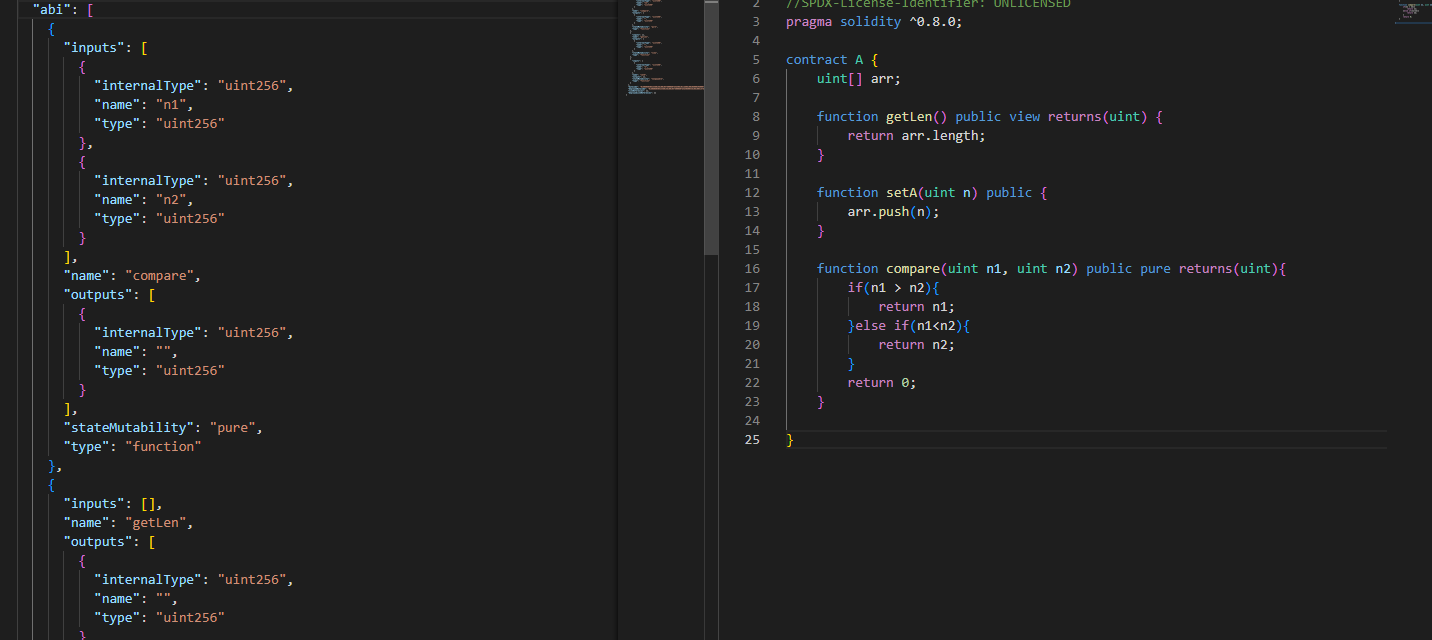 "abi": [
{
"inputs": [
{
"internalType": "uint256",
"name": "n1",
"type": "uint256"
},
{
"internalType": "uint256",
"name": "n2",
"type": "uint256"
}
],
"name": "compare",
"outputs": [
{
"internalType": "uint256",
"name": "",
"type": "uint256"
}
],
"stateMutability": "pure",
"type": "function"
},
{
"inputs": [],
"name": "getLen",
"outputs": [
{
"internalType": "uint256",
"name": "",
"type": "uint256"
}
2 //SPDX-License-Identifier: UNLICENSED
3 pragma solidity ^0.8.0;
4
5 contract A {
6 uint[] arr;
7
8 function getLen() public view returns(uint) {
9 return arr.length;
10 }
11
12 function setA(uint n) public {
13 arr.push(n);
14 }
15
16 function compare(uint n1, uint n2) public pure returns(uint){
17 if(n1 > n2){
18 return n1;
19 }else if(n1<n2){
20 return n2;
21 }
22 return 0;
23 }
24
25 }